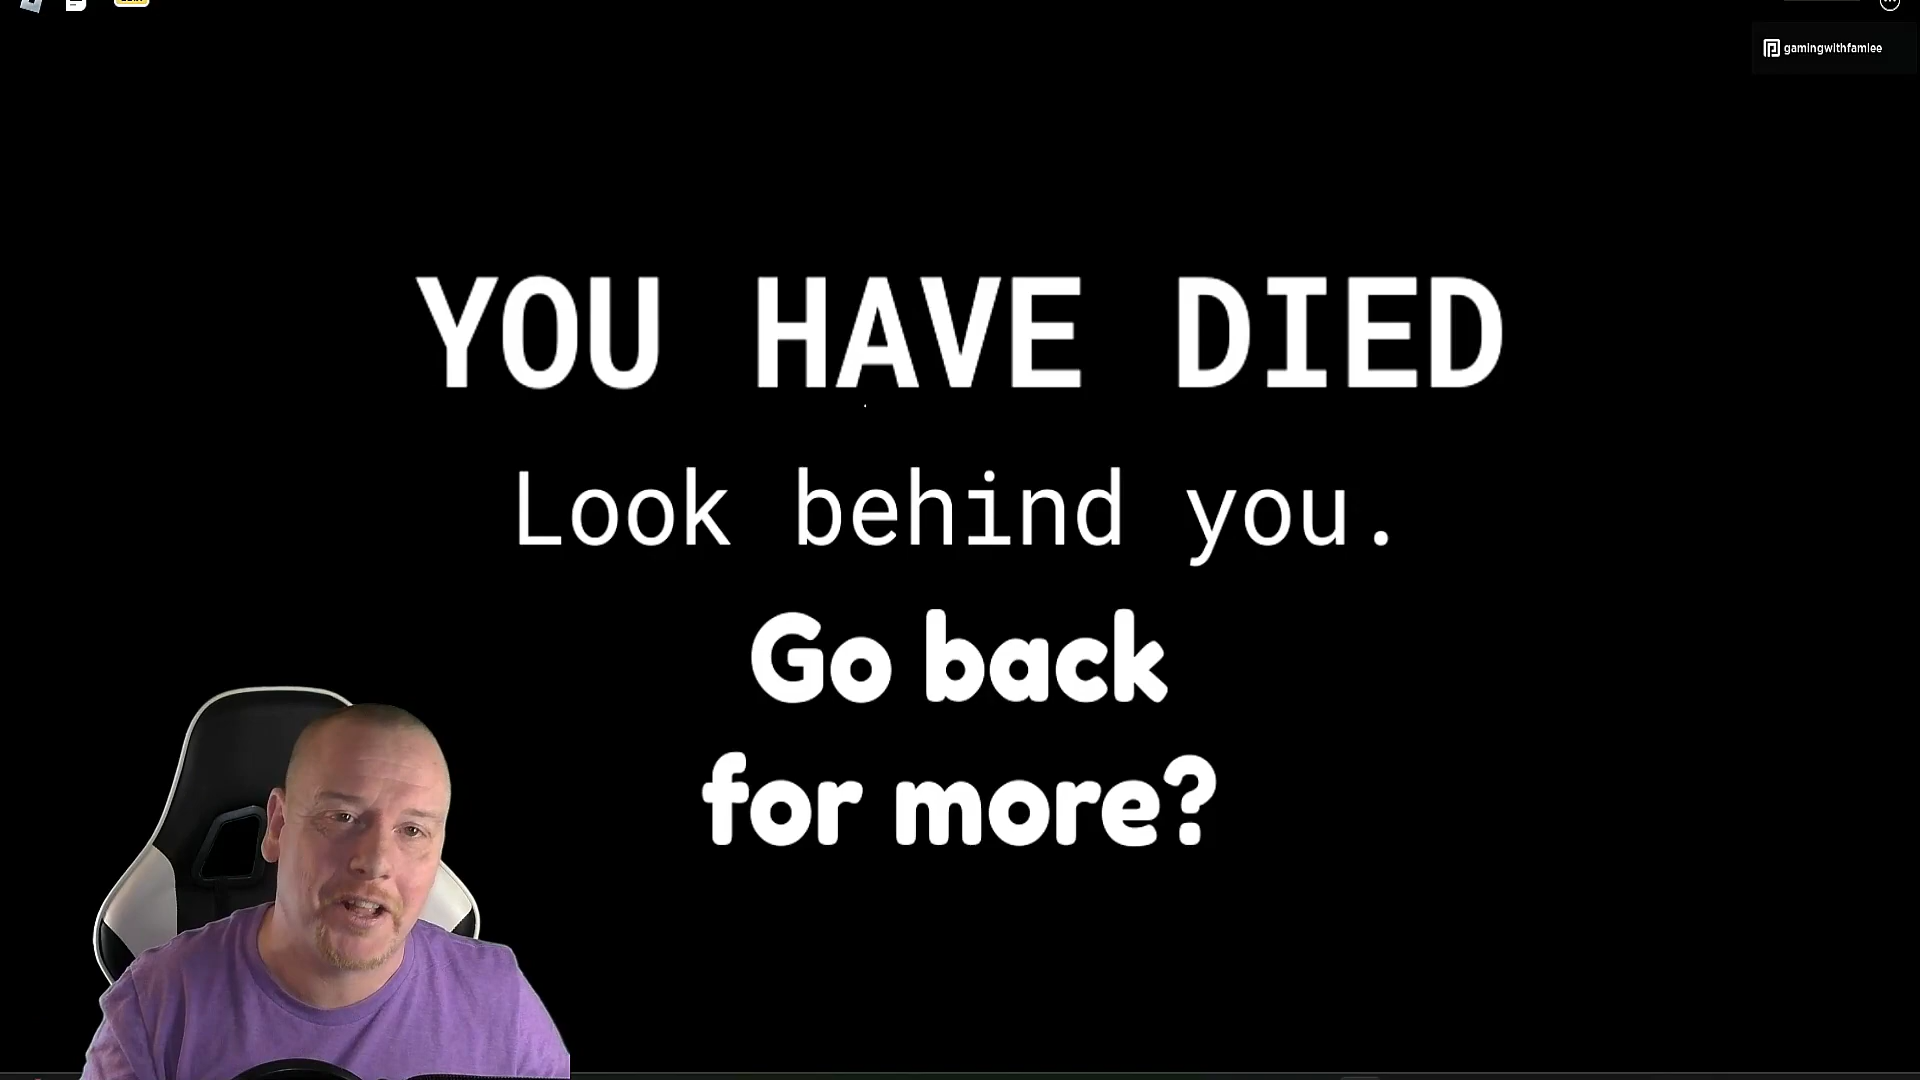 gamingwithfamlee
YOU HAVE DIED
Look behind you.
Go back
for more?